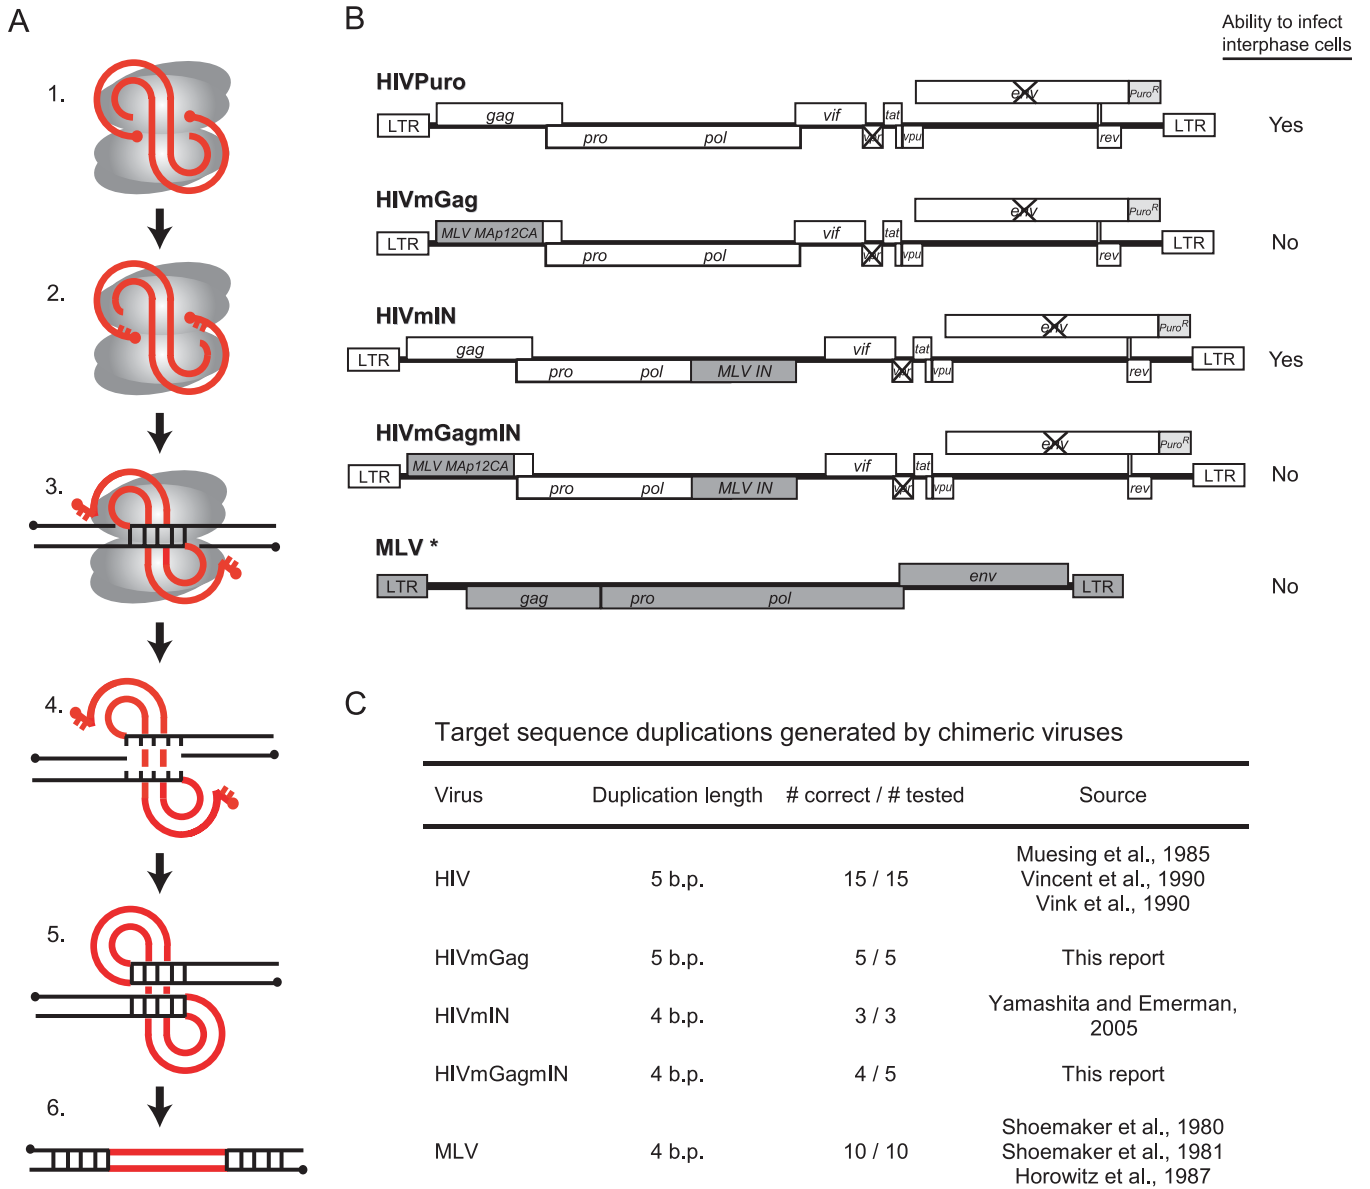 A
1.
2.
3.
4.
5.
6.
B
Ability to infect
interphase cells
HIVPuro
LTR gag pro pol vif vpr tat vpu env Puro^R rev LTR
Yes
HIVmGag
LTR MLV MAp12CA pro pol vif vpr tat vpu env Puro^R rev LTR
No
HIVmIN
LTR gag pro pol MLV IN vif vpr tat vpu env Puro^R rev LTR
Yes
HIVmGagmIN
LTR MLV MAp12CA pro pol MLV IN vif vpr tat vpu env Puro^R rev LTR
No
MLV *
LTR gag pro pol env LTR
No
C
Target sequence duplications generated by chimeric viruses
Virus Duplication length # correct / # tested Source
HIV 5 b.p. 15 / 15 Muesing et al., 1985
Vincent et al., 1990
Vink et al., 1990
HIVmGag 5 b.p. 5 / 5 This report
HIVmIN 4 b.p. 3 / 3 Yamashita and Emerman,
2005
HIVmGagmIN 4 b.p. 4 / 5 This report
MLV 4 b.p. 10 / 10 Shoemaker et al., 1980
Shoemaker et al., 1981
Horowitz et al., 1987